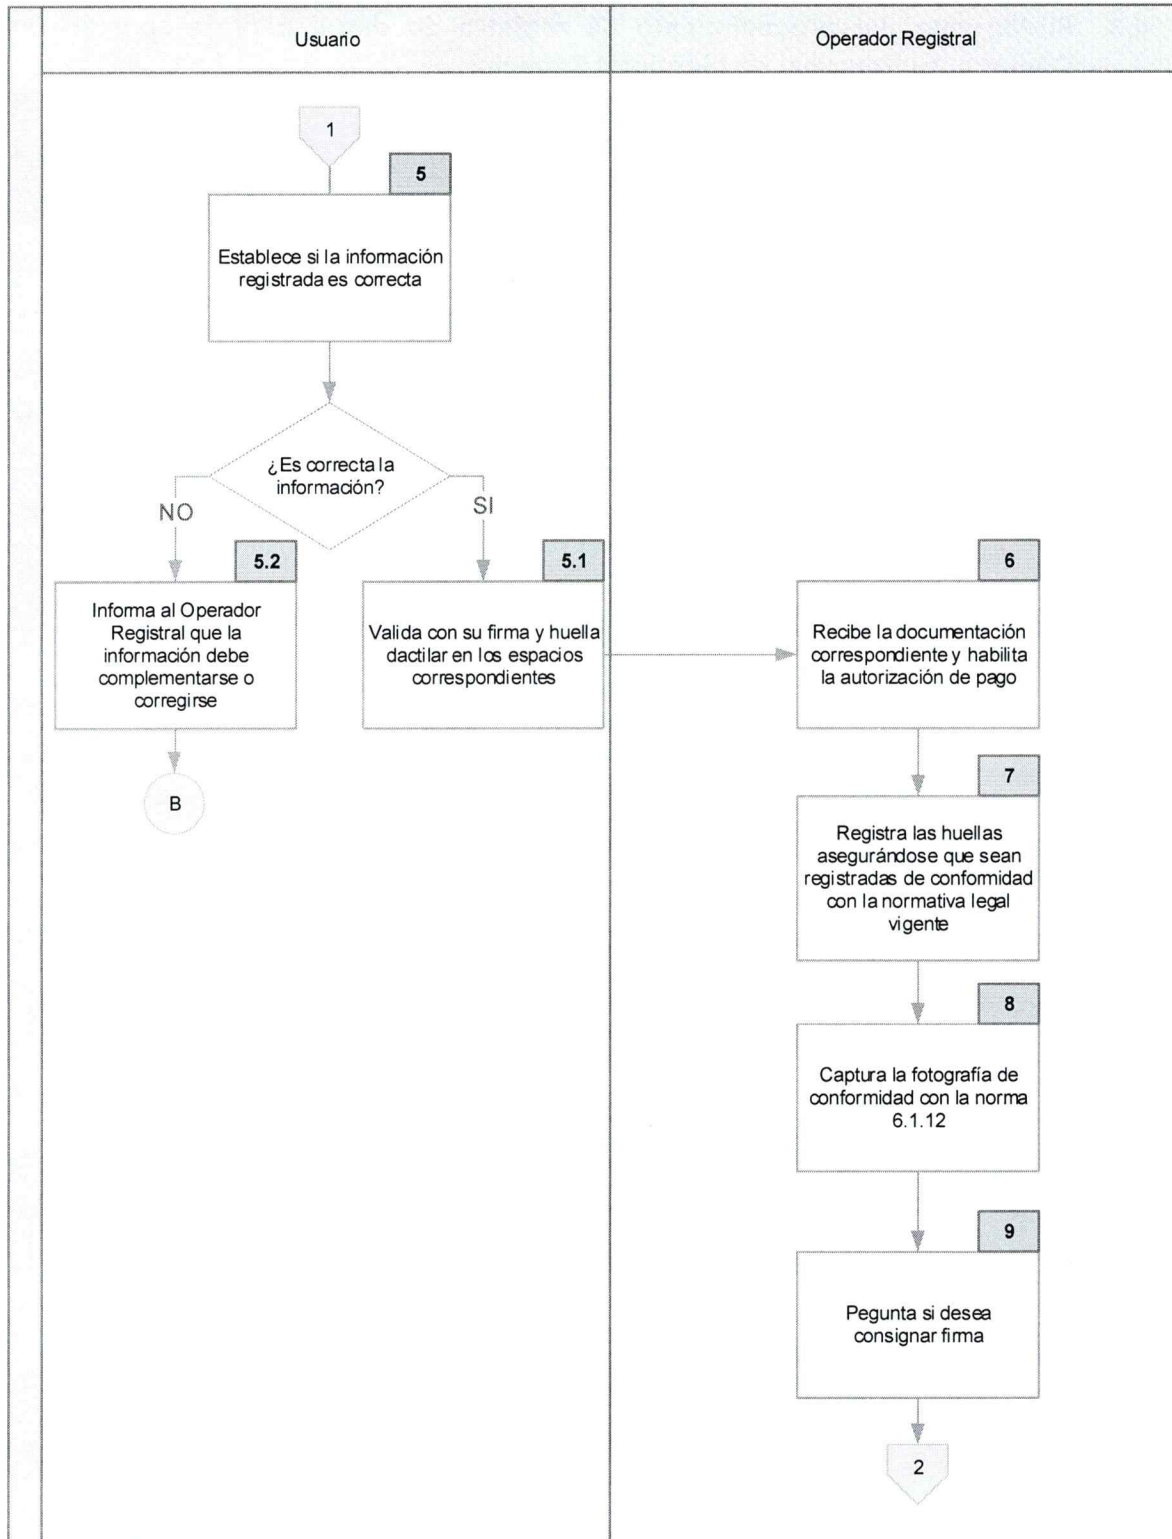 Usuario
Operador Registral
1
5
Establece si la información
registrada es correcta
¿Es correcta la
información?
NO
SI
5.2
Informa al Operador
Registral que la
información debe
complementarse o
corregirse
B
5.1
Valida con su firma y huella
dactilar en los espacios
correspondientes
6
Recibe la documentación
correspondiente y habilita
la autorización de pago
7
Registra las huellas
asegurándose que sean
registradas de conformidad
con la normativa legal
vigente
8
Captura la fotografía de
conformidad con la norma
6.1.12
9
Pegunta si desea
consignar firma
2